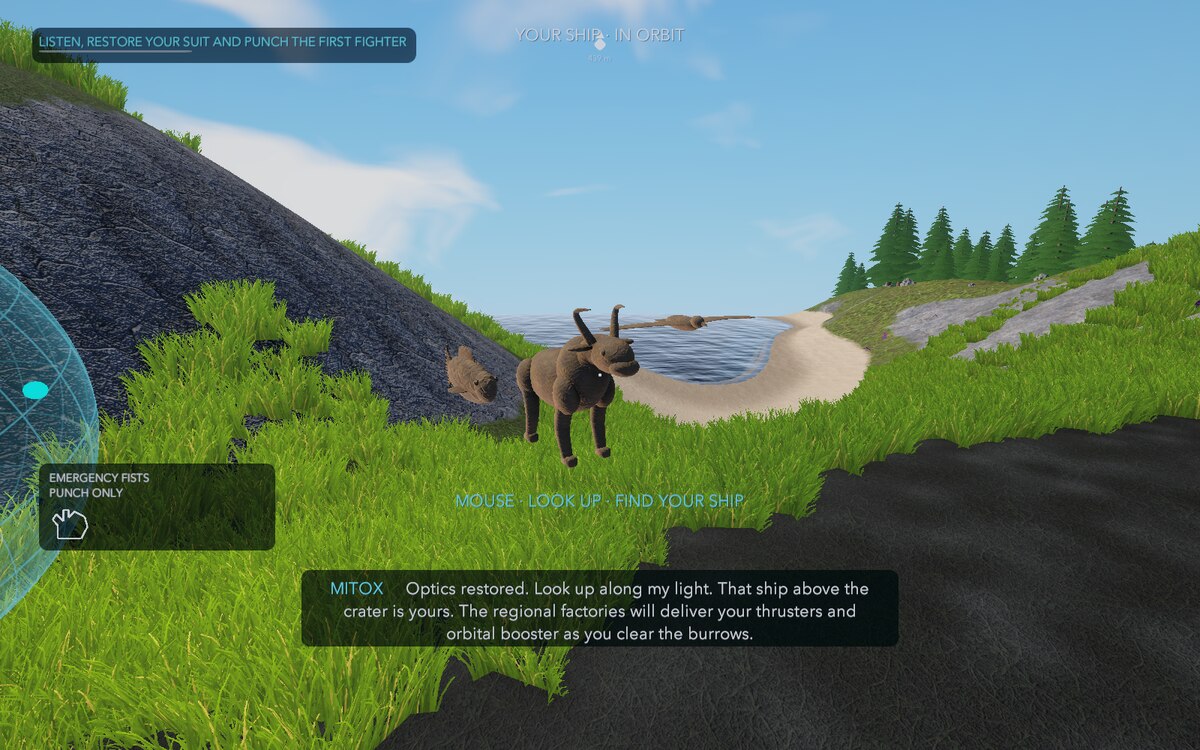 LISTEN, RESTORE YOUR SUIT AND PUNCH THE FIRST FIGHTER
YOUR SHIP · IN ORBIT
EMERGENCY FISTS
PUNCH ONLY
MOUSE · LOOK UP · FIND YOUR SHIP
MITOX Optics restored. Look up along my light. That ship above the
crater is yours. The regional factories will deliver your thrusters and
orbital booster as you clear the burrows.